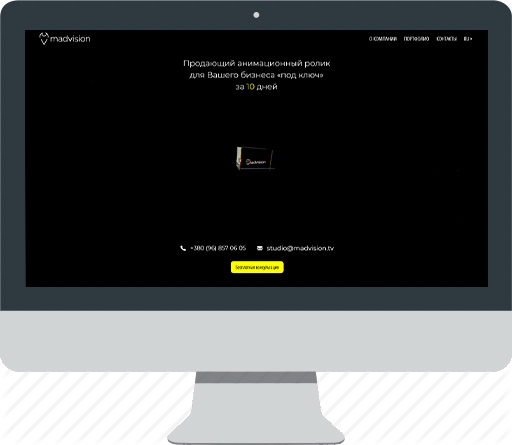 madvision
О КОМПАНИИ ПОРТФОЛИО КОНТАКТЫ RU
Продающий анимационный ролик
для Вашего бизнеса «под ключ»
за 10 дней
madvision
+380 (96) 857 06 05 studio@madvision.tv